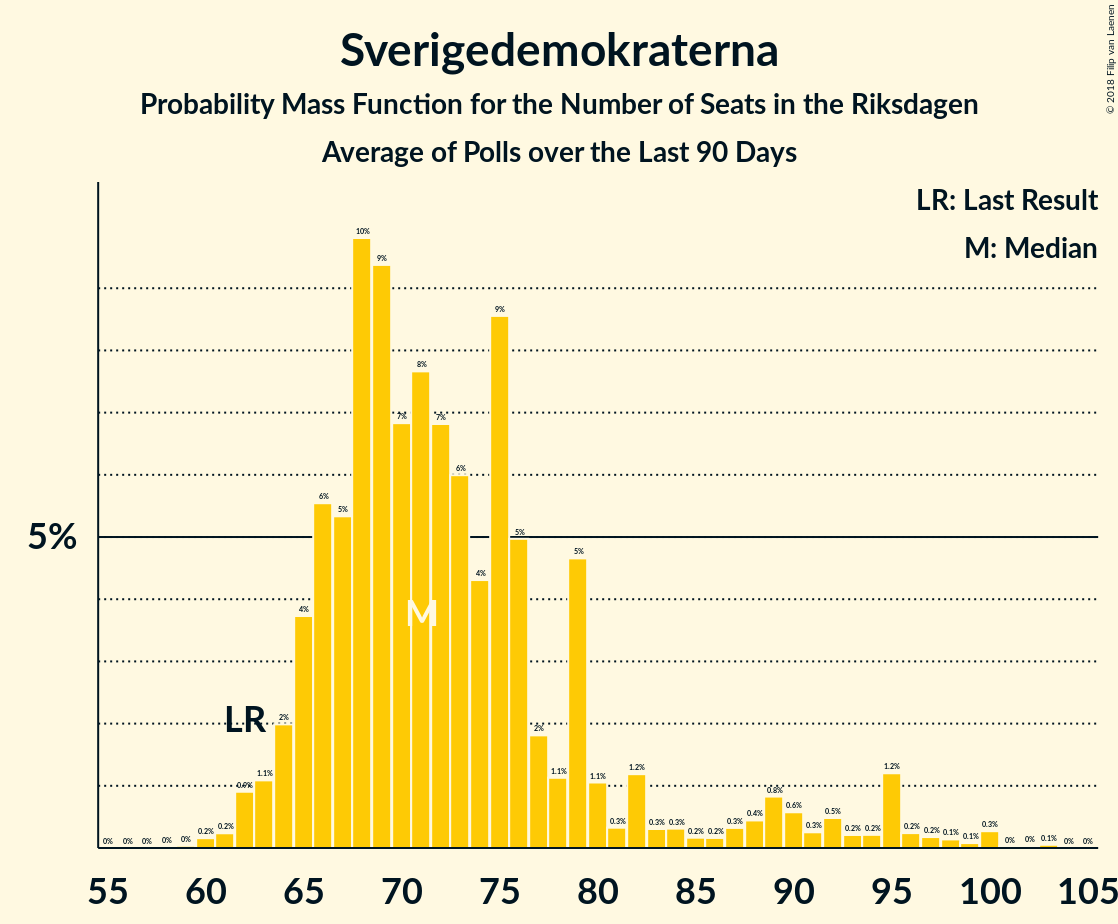 Sverigedemokraterna
Probability Mass Function for the Number of Seats in the Riksdagen
Average of Polls over the Last 90 Days
© 2018 Filip van Laenen
LR: Last Result
M: Median
5%
0% 0% 0% 0% 0% 0.2% 0.2% 0.9% 1.1% 2% 4% 6% 5% 10% 9% 7% 8% 7% 6% 4% 9% 5% 2% 1.1% 5% 1.1% 0.3% 1.2% 0.3% 0.3% 0.2% 0.2% 0.3% 0.4% 0.8% 0.6% 0.3% 0.5% 0.2% 0.2% 1.2% 0.2% 0.2% 0.1% 0.1% 0.3% 0% 0% 0.1% 0% 0%
M
LR
55 60 65 70 75 80 85 90 95 100 105